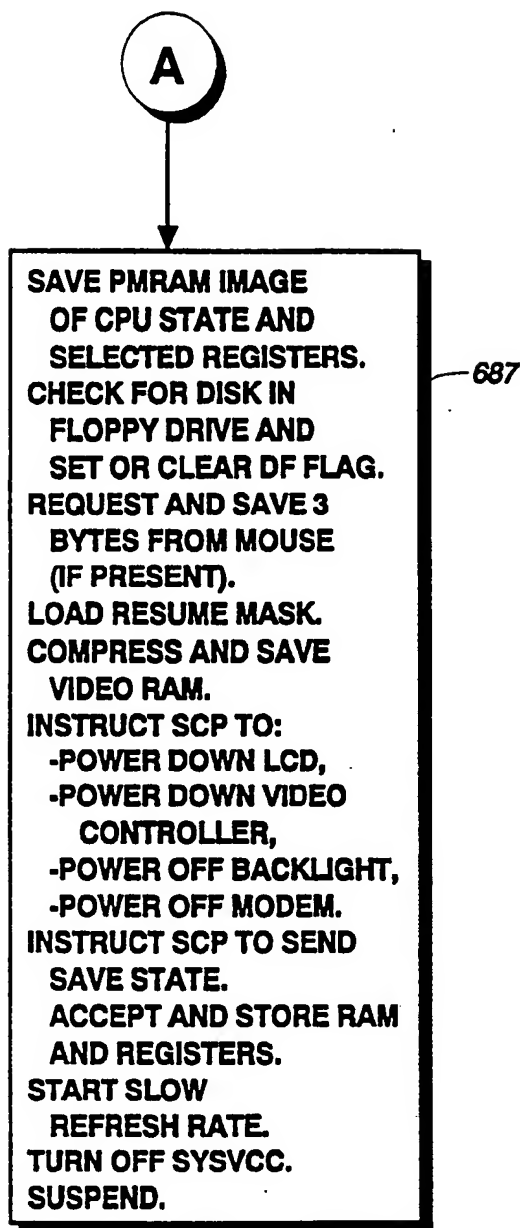 A
SAVE PMRAM IMAGE
OF CPU STATE AND
SELECTED REGISTERS.
CHECK FOR DISK IN
FLOPPY DRIVE AND
SET OR CLEAR DF FLAG.
REQUEST AND SAVE 3
BYTES FROM MOUSE
(IF PRESENT).
LOAD RESUME MASK.
COMPRESS AND SAVE
VIDEO RAM.
INSTRUCT SCP TO:
-POWER DOWN LCD,
-POWER DOWN VIDEO
CONTROLLER,
-POWER OFF BACKLIGHT,
-POWER OFF MODEM.
INSTRUCT SCP TO SEND
SAVE STATE.
ACCEPT AND STORE RAM
AND REGISTERS.
START SLOW
REFRESH RATE.
TURN OFF SYSVCC.
SUSPEND.
687